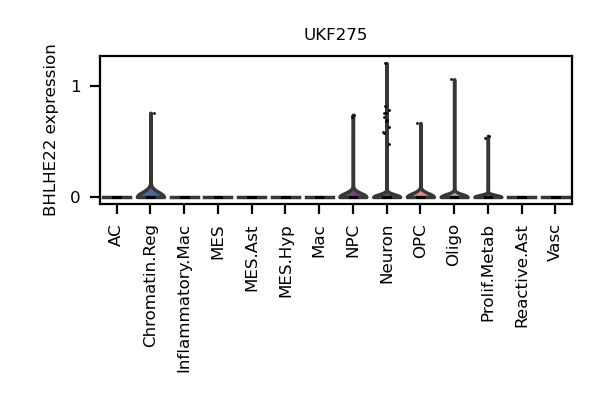 UKF275
BHLHE22 expression
1
0
AC
Chromatin.Reg
Inflammatory.Mac
MES
MES.Ast
MES.Hyp
Mac
NPC
Neuron
OPC
Oligo
Prolif.Metab
Reactive.Ast
Vasc